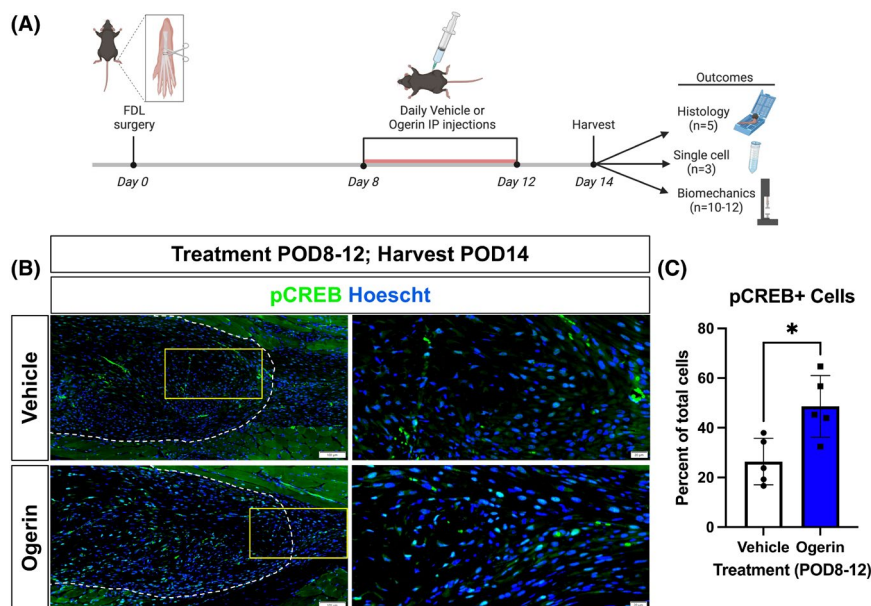 (A)
FDL
surgery
Day 0
Daily Vehicle or
Ogerin IP injections
Day 8
Day 12
Harvest
Day 14
Outcomes
Histology
(n=5)
Single cell
(n=3)
Biomechanics
(n=10-12)
(B)
Treatment POD8-12; Harvest POD14
pCREB Hoescht
Vehicle
Ogerin
(C)
pCREB+ Cells
Percent of total cells
80
60
40
20
0
*
Vehicle Ogerin
Treatment (POD8-12)